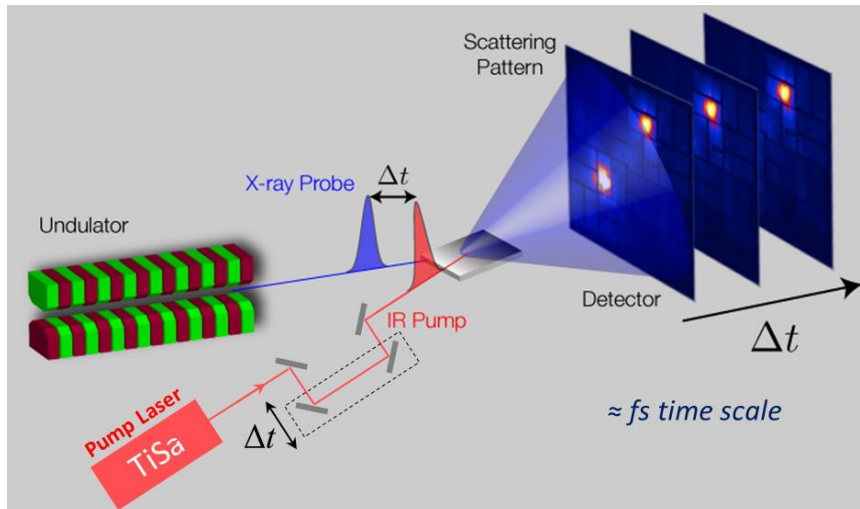 Scattering
Pattern
Δt
X-ray Probe
Undulator
Detector
IR Pump
Δt
Pump Laser
TiSa
Δt
≈ fs time scale